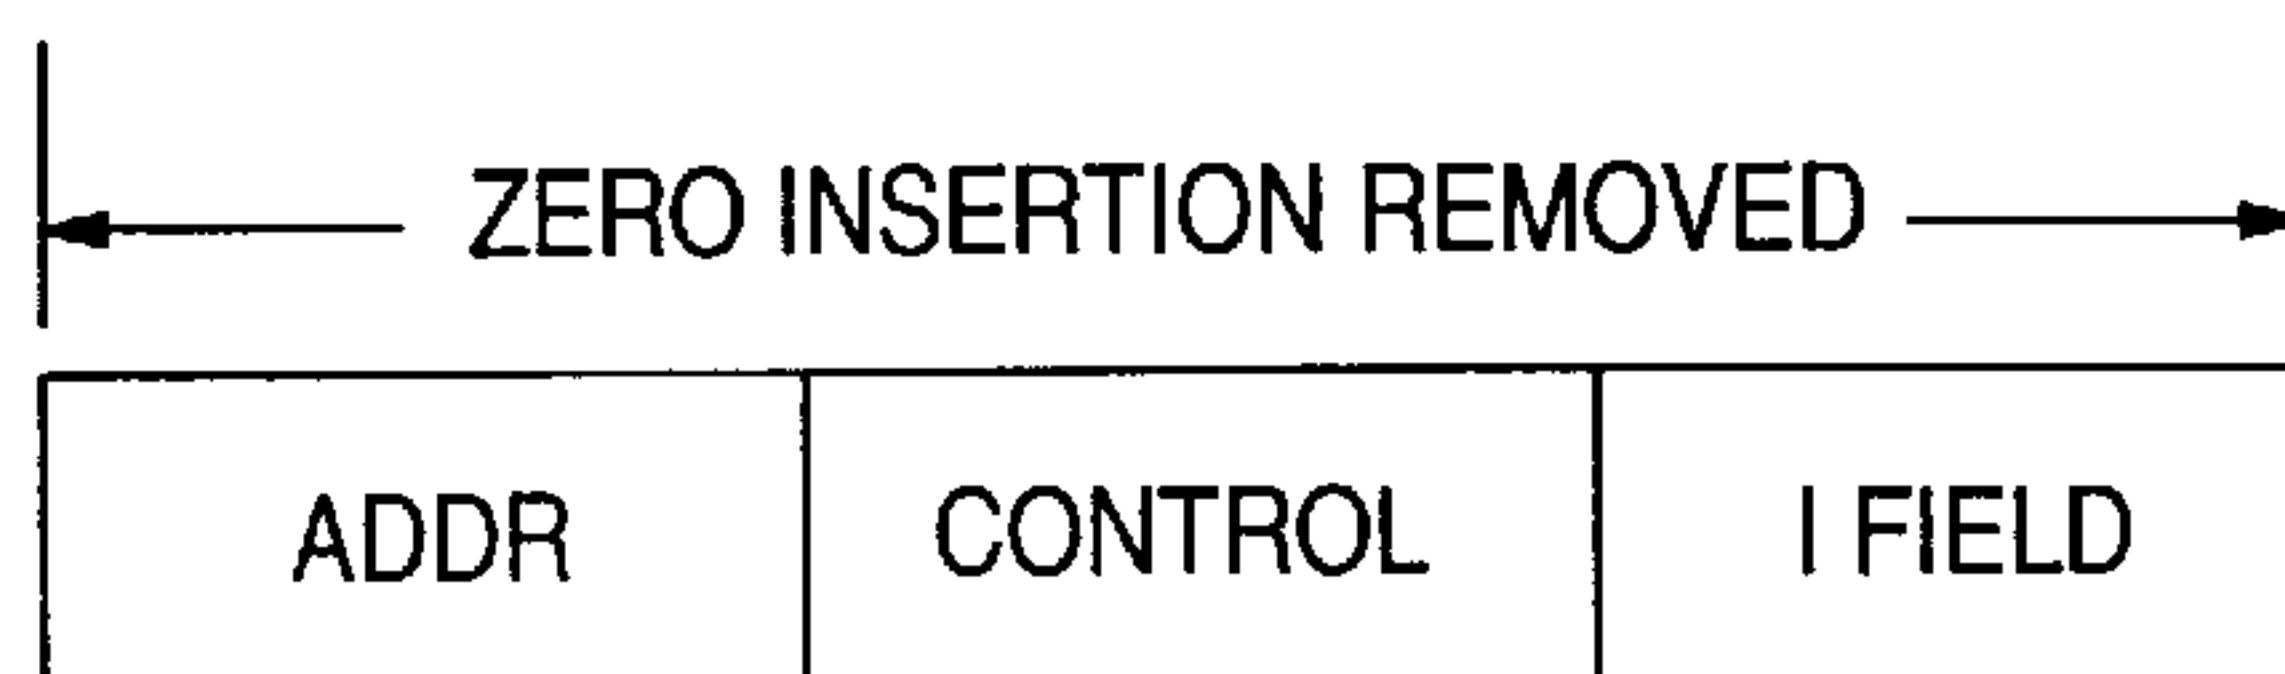 ZERO INSERTION REMOVED
ADDR CONTROL I FIELD